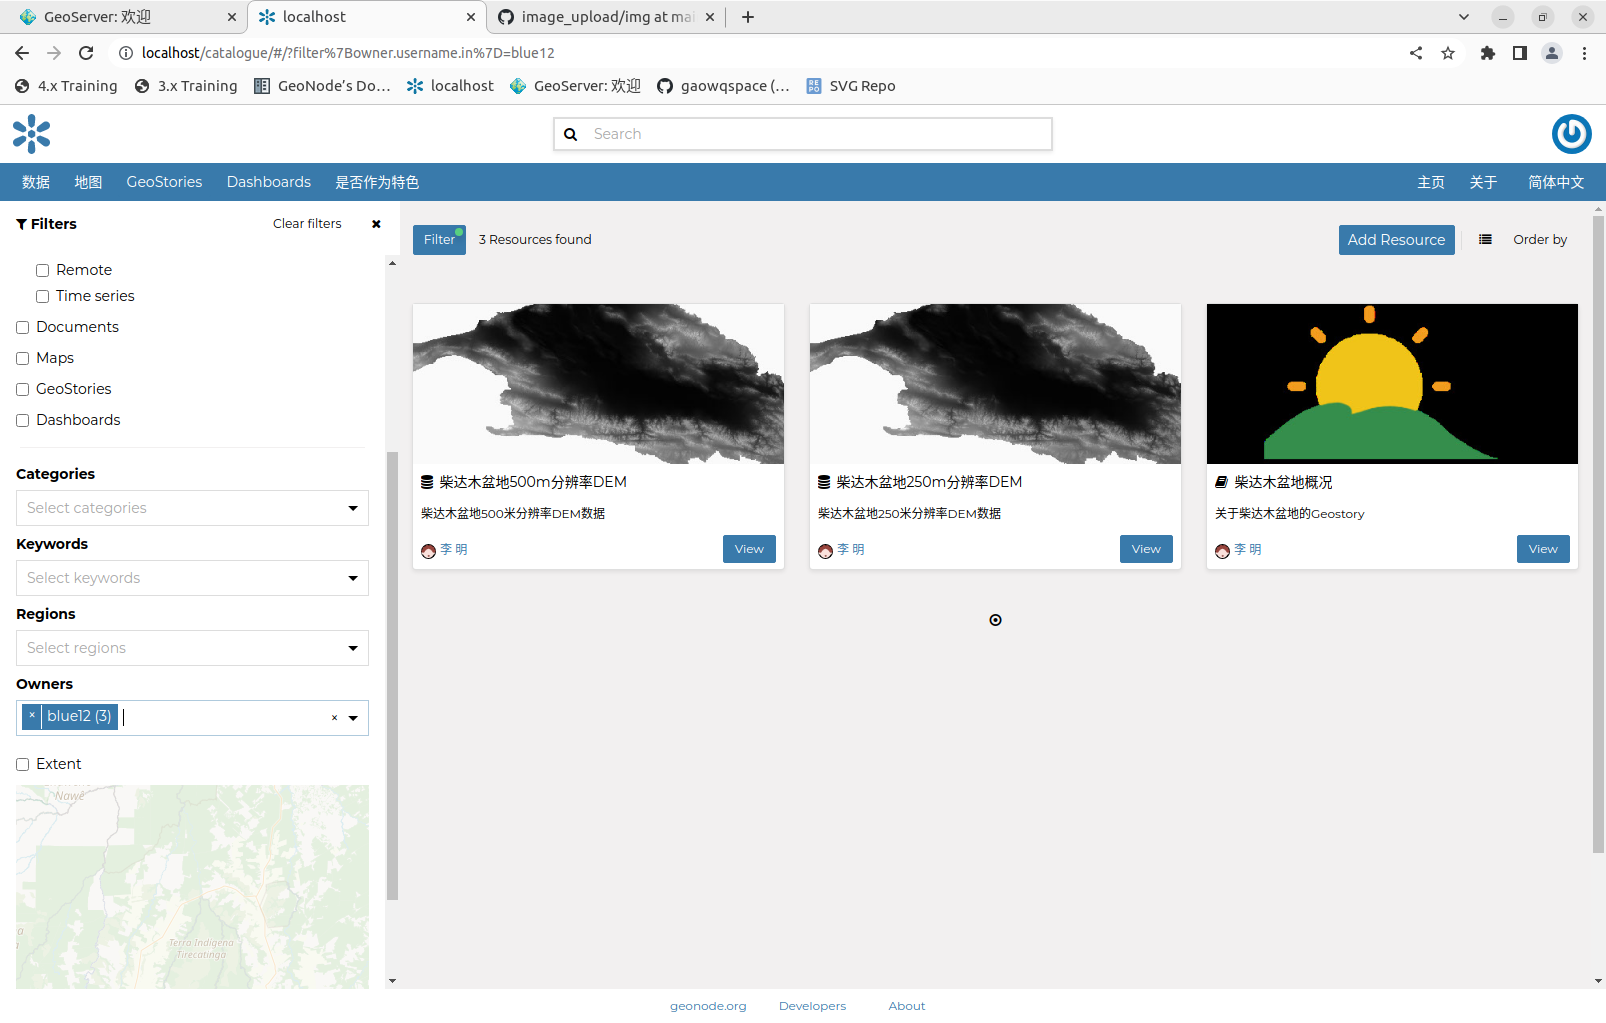 GeoServer: 欢迎
localhost
image_upload/img at mai
localhost/catalogue/#/?filter%7Bowner.username.in%7D=blue12
4.x Training
3.x Training
GeoNode’s Do…
localhost
GeoServer: 欢迎
gaowqspace (…
SVG Repo
Search
数据
地图
GeoStories
Dashboards
是否作为特色
主页
关于
简体中文
Filters
Clear filters
Remote
Time series
Documents
Maps
GeoStories
Dashboards
Categories
Select categories
Keywords
Select keywords
Regions
Select regions
Owners
× blue12 (3) ×
Extent
Nawê
Terra Indígena
Tirecatinga
Filter
3 Resources found
Add Resource
Order by
柴达木盆地500m分辨率DEM
柴达木盆地500米分辨率DEM数据
李 明
View
柴达木盆地250m分辨率DEM
柴达木盆地250米分辨率DEM数据
李 明
View
柴达木盆地概况
关于柴达木盆地的Geostory
李 明
View
geonode.org
Developers
About